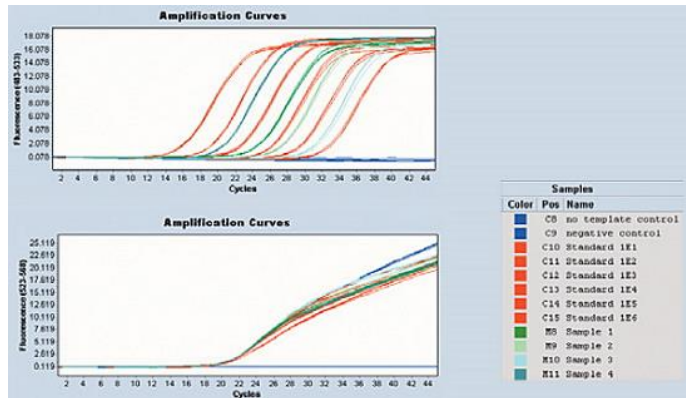 Amplification Curves
18.078
16.078
14.078
12.078
10.078
8.078
6.078
4.078
2.078
0.078
Fluorescence (483-533)
2 4 6 8 10 12 14 16 18 20 22 24 26 28 30 32 34 36 38 40 42 44
Cycles
Amplification Curves
25.119
22.619
20.119
17.619
15.119
12.619
10.119
7.619
5.119
2.619
0.119
Fluorescence (523-568)
2 4 6 8 10 12 14 16 18 20 22 24 26 28 30 32 34 36 38 40 42 44
Cycles
Samples
Color Pos Name
C8 no template control
C9 negative control
C10 Standard 1E1
C11 Standard 1E2
C12 Standard 1E3
C13 Standard 1E4
C14 Standard 1E5
C15 Standard 1E6
M8 Sample 1
M9 Sample 2
M10 Sample 3
M11 Sample 4